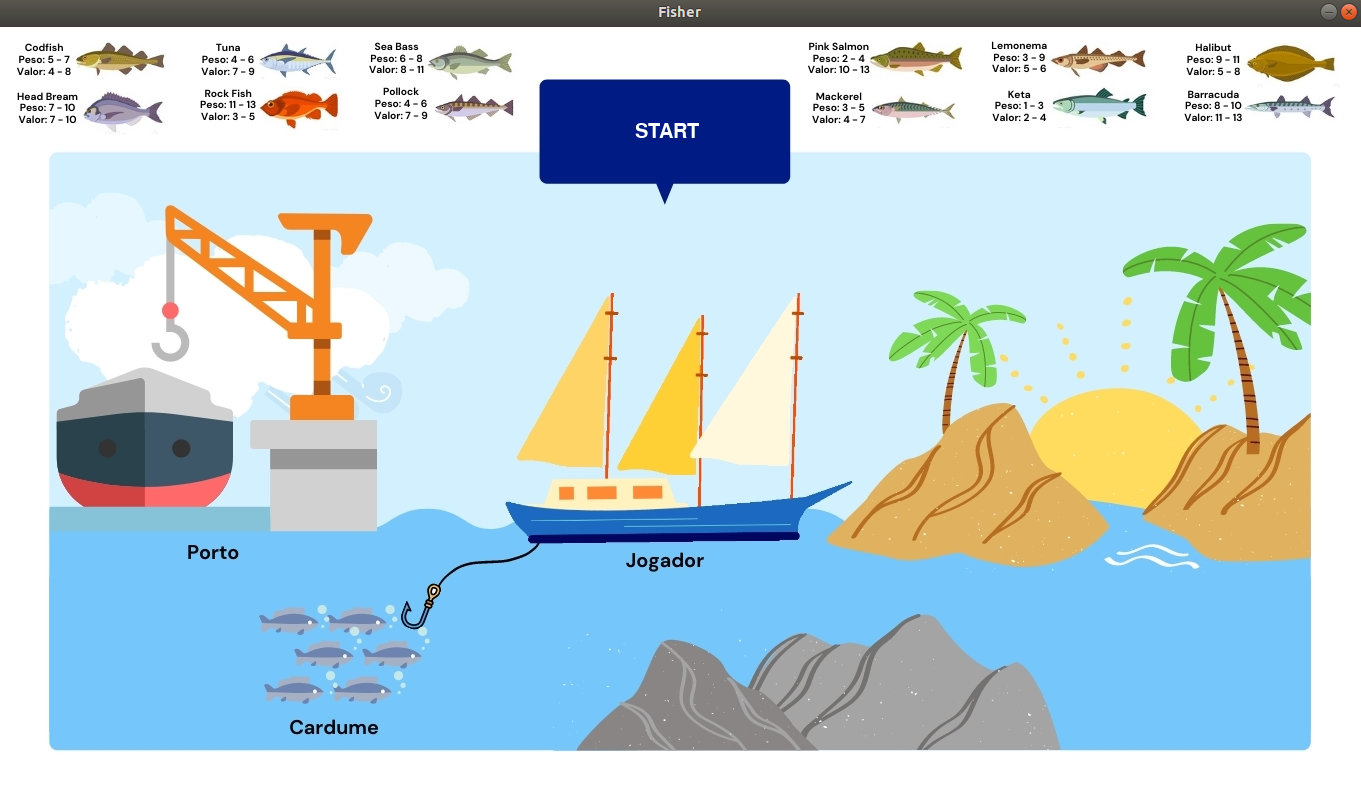 Fisher
Codfish
Peso: 5 - 7
Valor: 4 - 8
Tuna
Peso: 4 - 6
Valor: 7 - 9
Sea Bass
Peso: 6 - 8
Valor: 8 - 11
Pink Salmon
Peso: 2 - 4
Valor: 10 - 13
Lemonema
Peso: 3 - 9
Valor: 5 - 6
Halibut
Peso: 9 - 11
Valor: 5 - 8
Head Bream
Peso: 7 - 10
Valor: 7 - 10
Rock Fish
Peso: 11 - 13
Valor: 3 - 5
Pollock
Peso: 4 - 6
Valor: 7 - 9
Mackerel
Peso: 3 - 5
Valor: 4 - 7
Keta
Peso: 1 - 3
Valor: 2 - 4
Barracuda
Peso: 8 - 10
Valor: 11 - 13
START
Porto
Jogador
Cardume